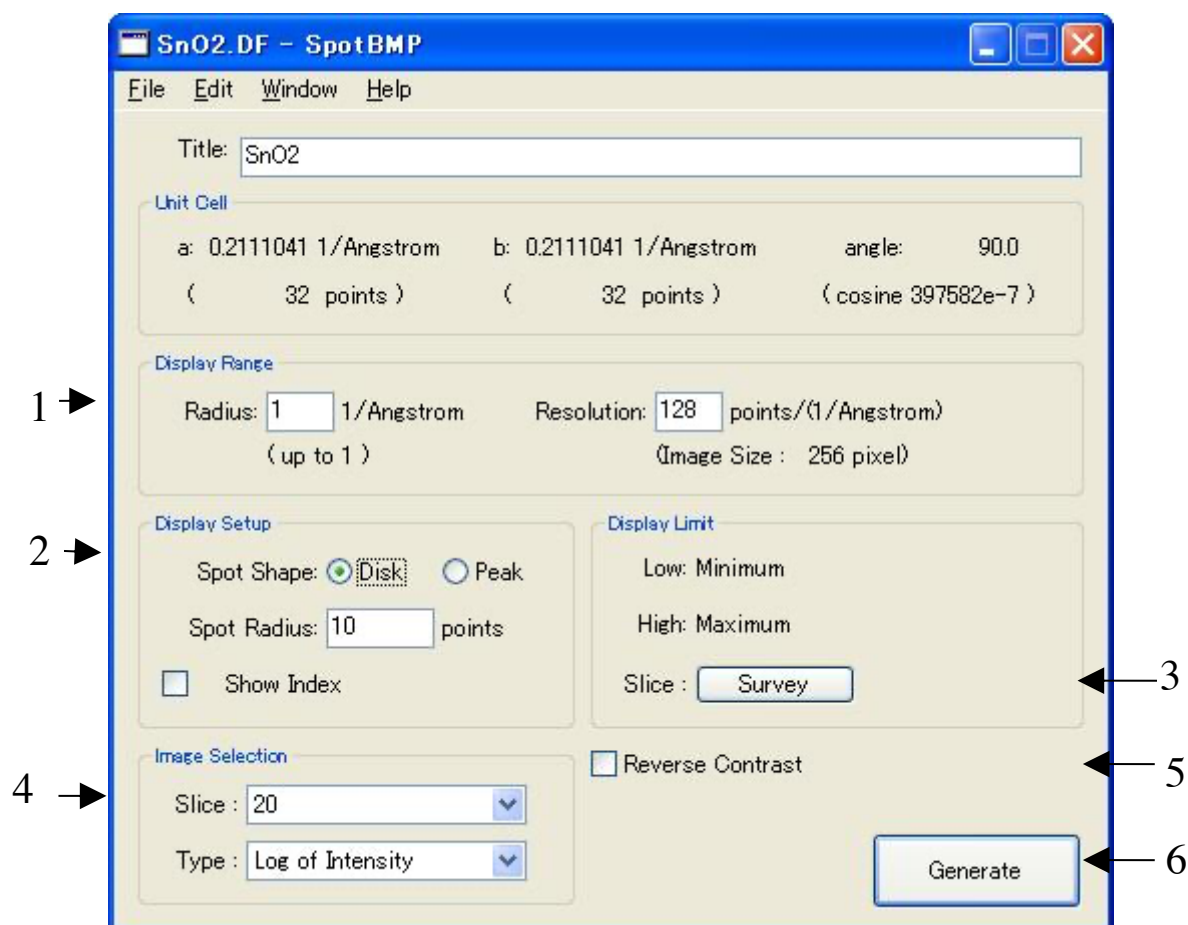 SnO2.DF - SpotBMP
File Edit Window Help
Title: SnO2
Unit Cell
a: 0.2111041 1/Angstrom b: 0.2111041 1/Angstrom angle: 90.0
( 32 points ) ( 32 points ) ( cosine 397582e-7 )
Display Range
1
Radius: 1 1/Angstrom Resolution: 128 points/(1/Angstrom)
( up to 1 ) (Image Size : 256 pixel)
Display Setup
2
Spot Shape: Disk Peak
Spot Radius: 10 points
Show Index
Display Limit
Low: Minimum
High: Maximum
Slice : Survey
3
Image Selection
4
Slice : 20
Type : Log of Intensity
Reverse Contrast
5
Generate
6